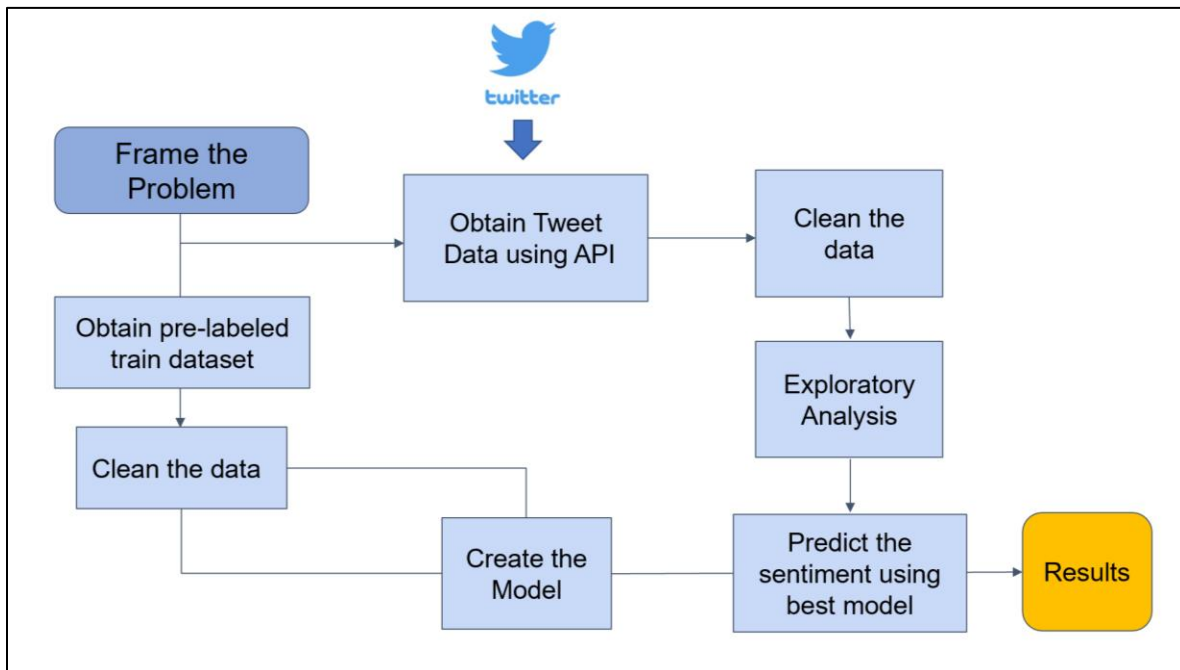 twitter
Frame the
Problem
Obtain Tweet
Data using API
Clean the
data
Obtain pre-labeled
train dataset
Exploratory
Analysis
Clean the data
Create the
Model
Predict the
sentiment using
best model
Results